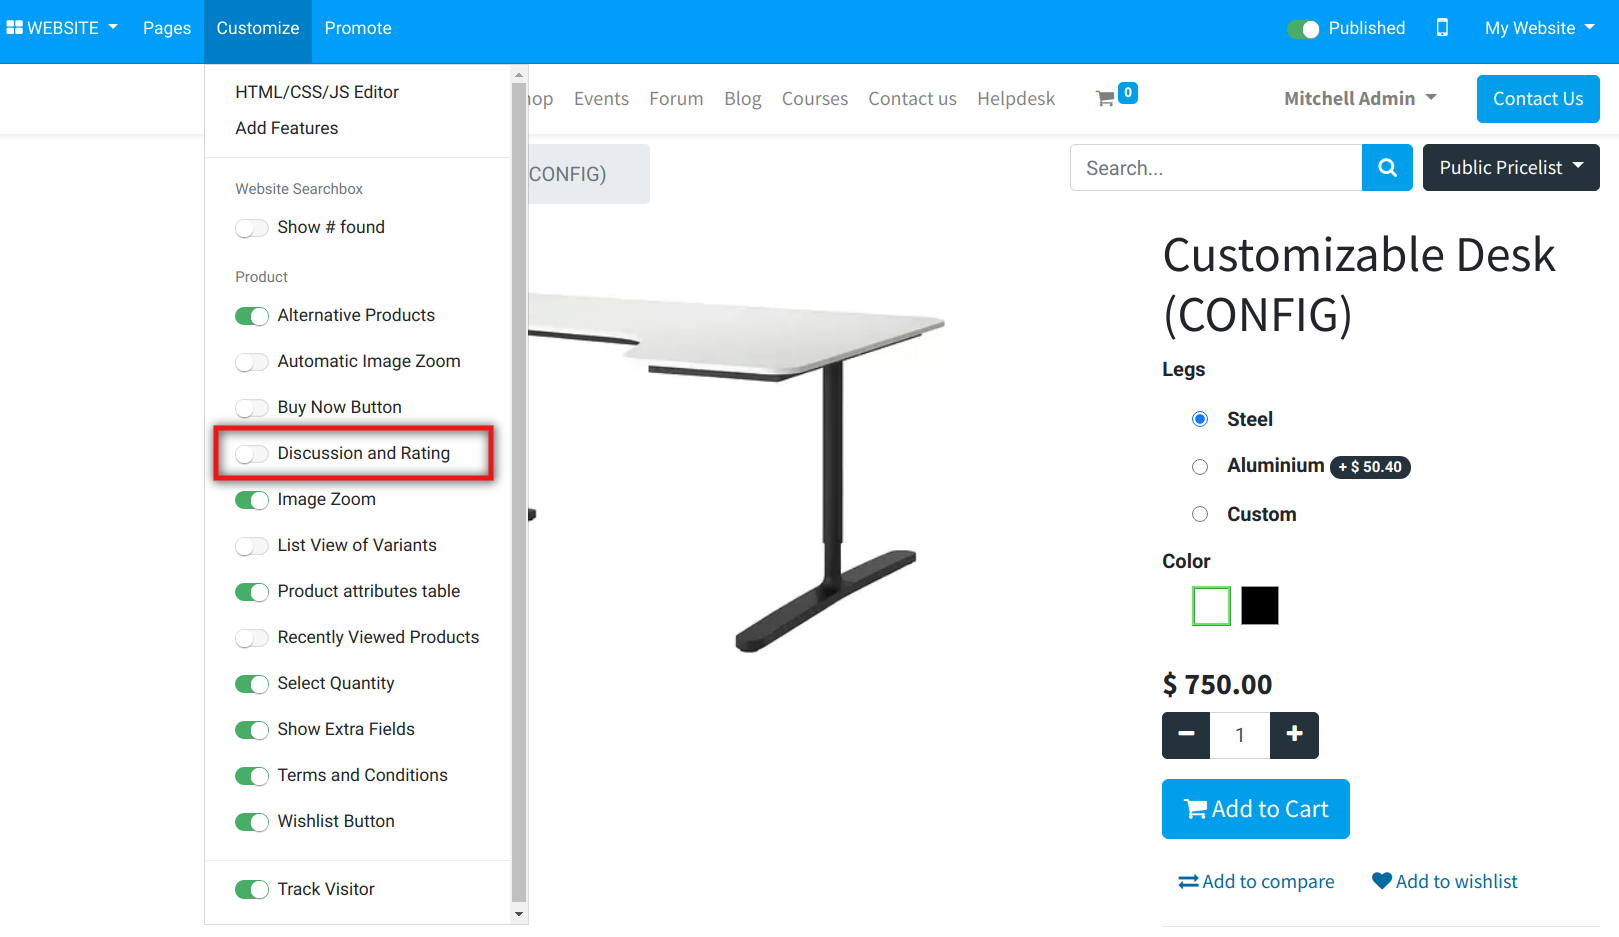 WEBSITE Pages Customize Promote Published My Website
HTML/CSS/JS Editor
Add Features
Website Searchbox
Show # found
Product
Alternative Products
Automatic Image Zoom
Buy Now Button
Discussion and Rating
Image Zoom
List View of Variants
Product attributes table
Recently Viewed Products
Select Quantity
Show Extra Fields
Terms and Conditions
Wishlist Button
Track Visitor
op Events Forum Blog Courses Contact us Helpdesk 0 Mitchell Admin Contact Us
(CONFIG) Search... Public Pricelist
Customizable Desk
(CONFIG)
Legs
Steel
Aluminium + $ 50.40
Custom
Color
$ 750.00
1
Add to Cart
Add to compare Add to wishlist